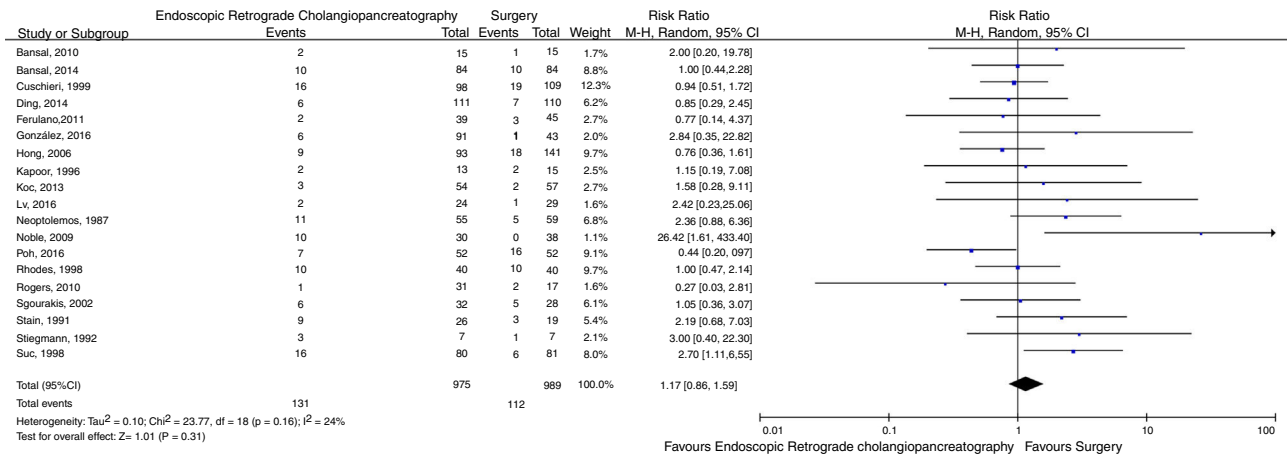 Endoscopic Retrograde Cholangiopancreatography Surgery Risk Ratio Risk Ratio
Study or Subgroup Events Total Events Total Weight M-H, Random, 95% CI M-H, Random, 95% CI
Bansal, 2010 2 15 1 15 1.7% 2.00 [0.20, 19.78]
Bansal, 2014 10 84 10 84 8.8% 1.00 [0.44,2.28]
Cuschieri, 1999 16 98 19 109 12.3% 0.94 [0.51, 1.72]
Ding, 2014 6 111 7 110 6.2% 0.85 [0.29, 2.45]
Ferulano,2011 2 39 3 45 2.7% 0.77 [0.14, 4.37]
González, 2016 6 91 1 43 2.0% 2.84 [0.35, 22.82]
Hong, 2006 9 93 18 141 9.7% 0.76 [0.36, 1.61]
Kapoor, 1996 2 13 2 15 2.5% 1.15 [0.19, 7.08]
Koc, 2013 3 54 2 57 2.7% 1.58 [0.28, 9.11]
Lv, 2016 2 24 1 29 1.6% 2.42 [0.23,25.06]
Neoptolemos, 1987 11 55 5 59 6.8% 2.36 [0.88, 6.36]
Noble, 2009 10 30 0 38 1.1% 26.42 [1.61, 433.40]
Poh, 2016 7 52 16 52 9.1% 0.44 [0.20, 097]
Rhodes, 1998 10 40 10 40 9.7% 1.00 [0.47, 2.14]
Rogers, 2010 1 31 2 17 1.6% 0.27 [0.03, 2.81]
Sgourakis, 2002 6 32 5 28 6.1% 1.05 [0.36, 3.07]
Stain, 1991 9 26 3 19 5.4% 2.19 [0.68, 7.03]
Stiegmann, 1992 3 7 1 7 2.1% 3.00 [0.40, 22.30]
Suc, 1998 16 80 6 81 8.0% 2.70 [1.11,6,55]
Total (95%CI) 975 989 100.0% 1.17 [0.86, 1.59]
Total events 131 112
Heterogeneity: Tau2 = 0.10; Chi2 = 23.77, df = 18 (p = 0.16); I2 = 24%
Test for overall effect: Z= 1.01 (P = 0.31)
0.01 0.1 1 10 100
Favours Endoscopic Retrograde cholangiopancreatography Favours Surgery